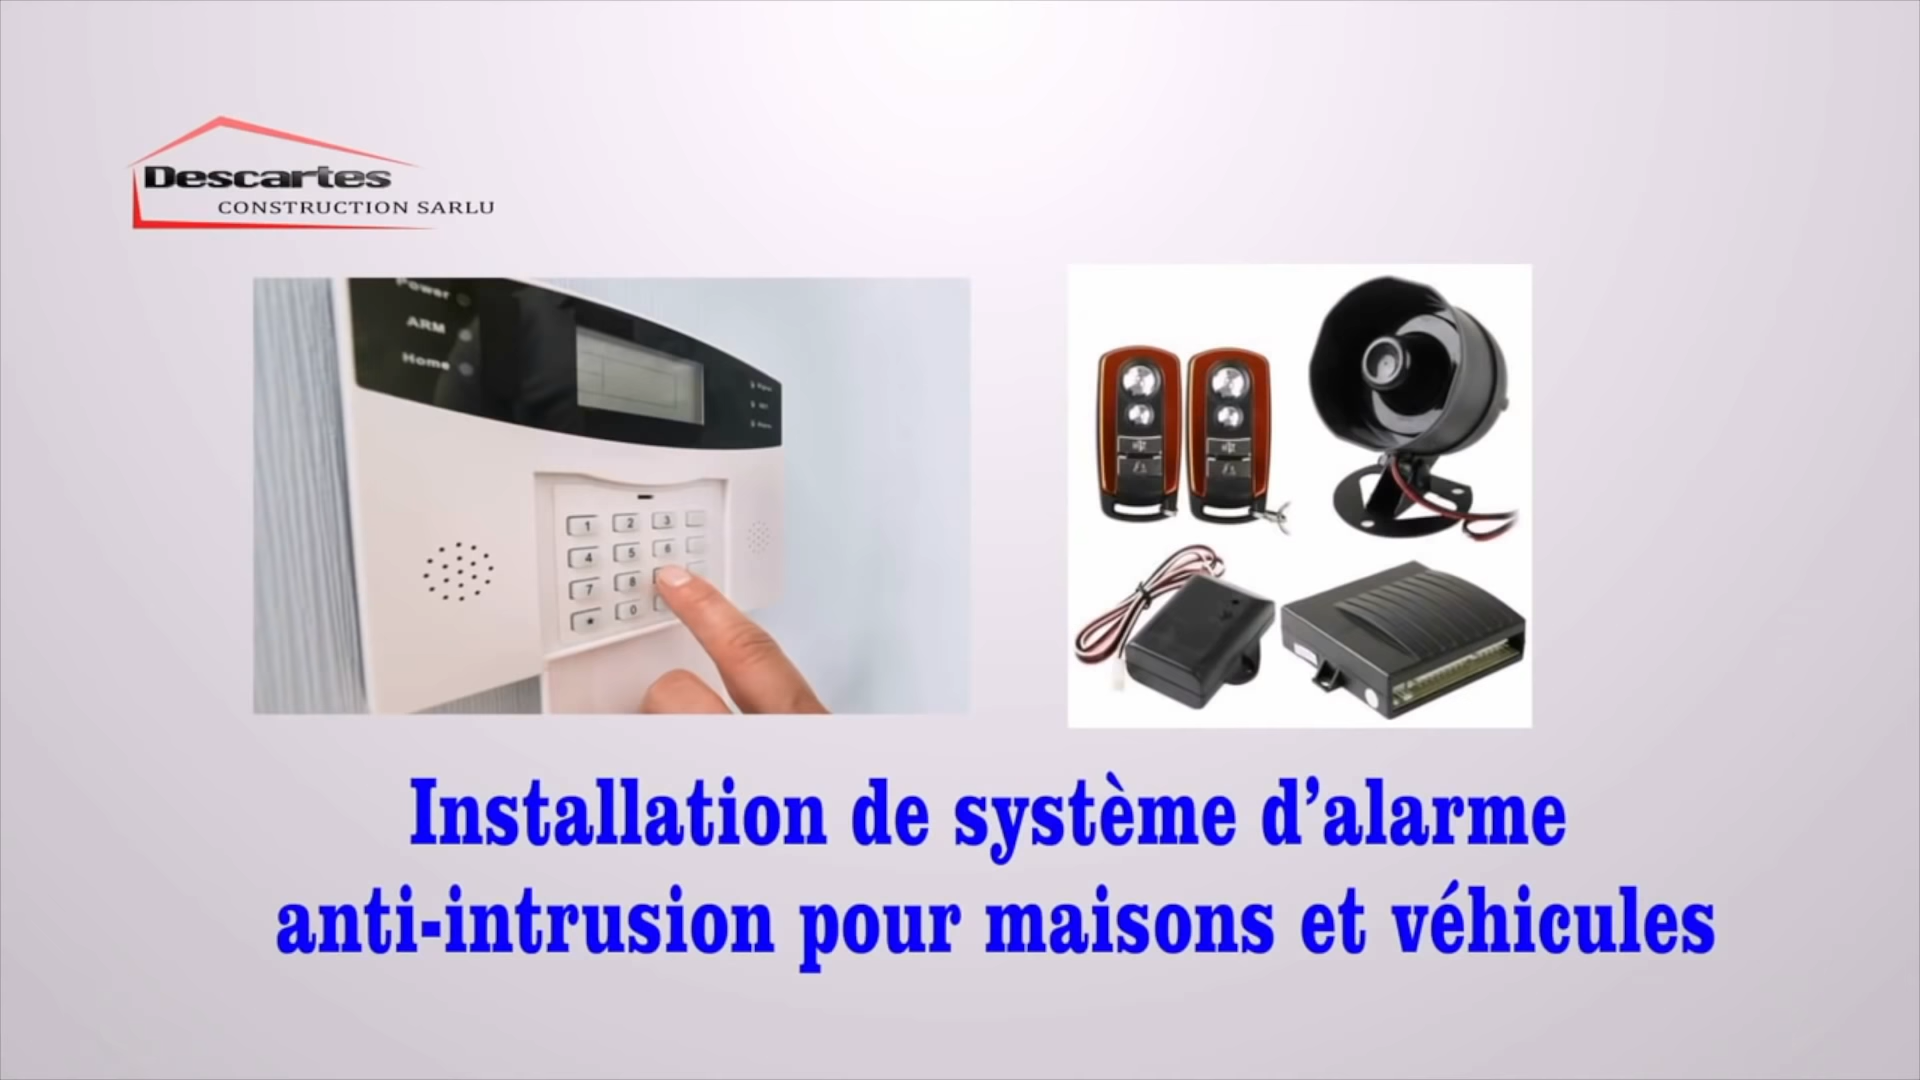 Descartes
CONSTRUCTION SARLU
Power
ARM
Home
1 2 3
4 5 6
7 8
* 0
Installation de système d’alarme
anti-intrusion pour maisons et véhicules